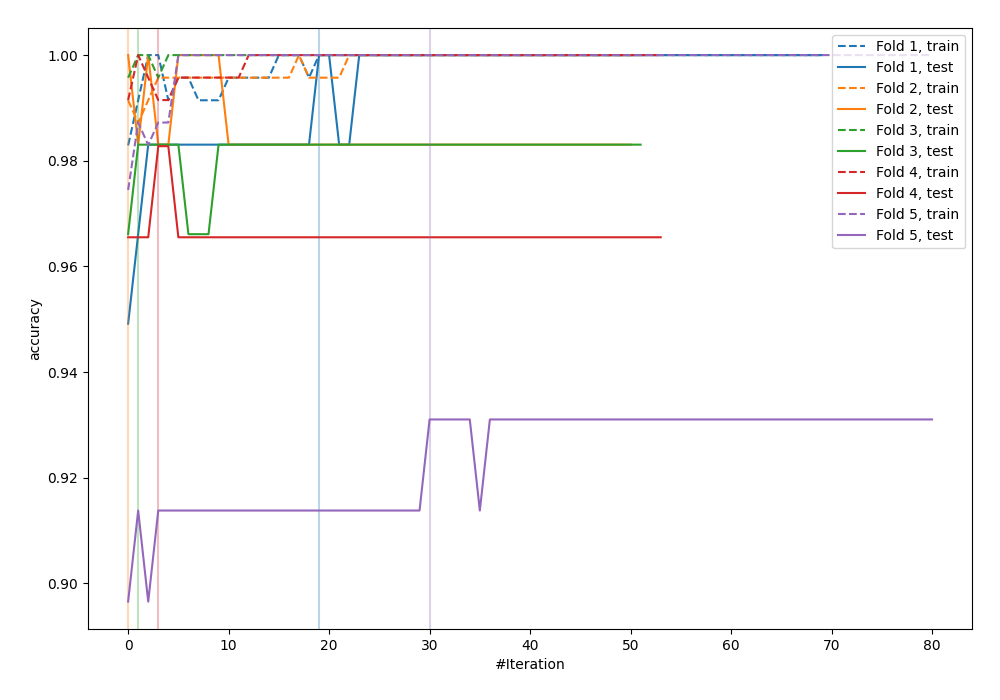 1.00
0.98
0.96
0.94
0.92
0.90
accuracy
0 10 20 30 40 50 60 70 80
#Iteration
Fold 1, train
Fold 1, test
Fold 2, train
Fold 2, test
Fold 3, train
Fold 3, test
Fold 4, train
Fold 4, test
Fold 5, train
Fold 5, test